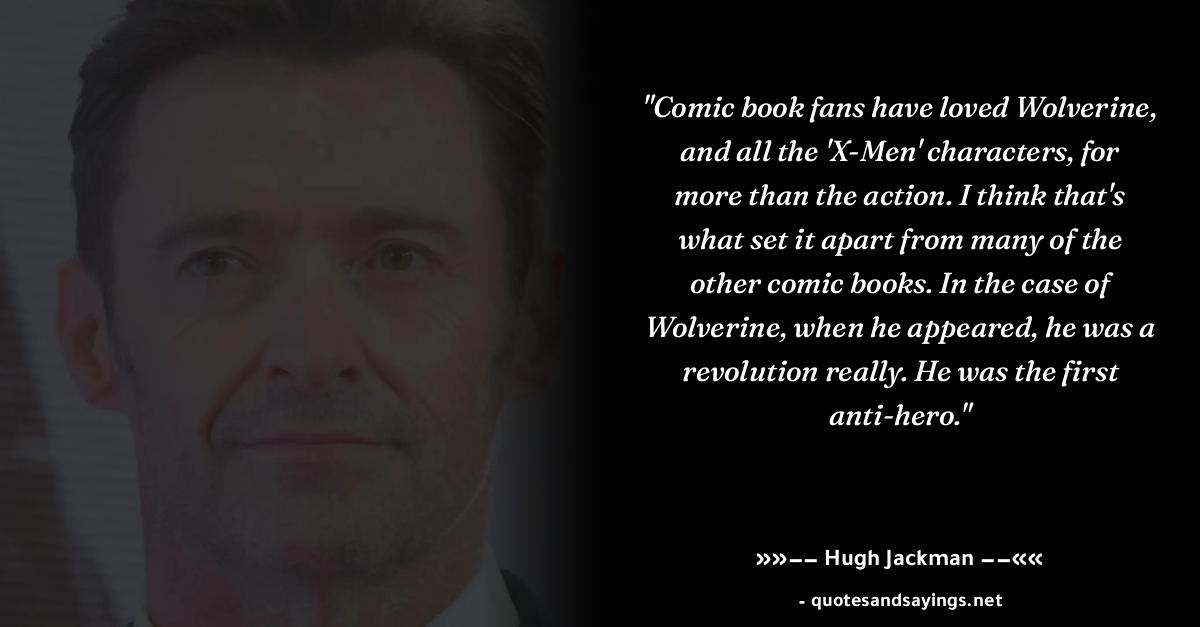 "Comic book fans have loved Wolverine,
and all the 'X-Men' characters, for
more than the action. I think that's
what set it apart from many of the
other comic books. In the case of
Wolverine, when he appeared, he was a
revolution really. He was the first
anti-hero."
»»−− Hugh Jackman −−««
- quotesandsayings.net